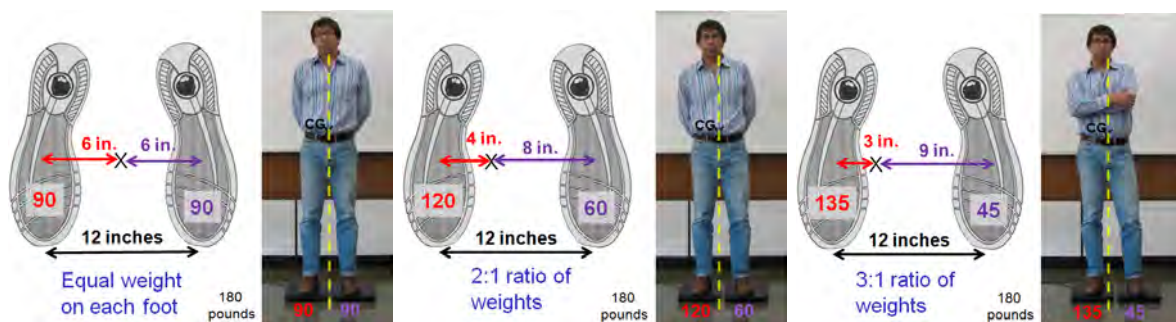 6 in.
6 in.
X
90
90
12 inches
Equal weight
on each foot
180
pounds
CG
90 90
4 in.
8 in.
X
120
60
12 inches
2:1 ratio of
weights
180
pounds
CG
120 60
3 in.
9 in.
X
135
45
12 inches
3:1 ratio of
weights
180
pounds
CG
135 45